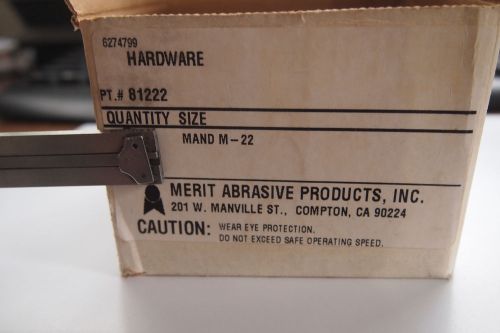 6274799
HARDWARE
PT.# 81222
QUANTITY SIZE
MAND M-22
MERIT ABRASIVE PRODUCTS, INC.
201 W. MANVILLE ST., COMPTON, CA 90224
CAUTION: WEAR EYE PROTECTION.
DO NOT EXCEED SAFE OPERATING SPEED.